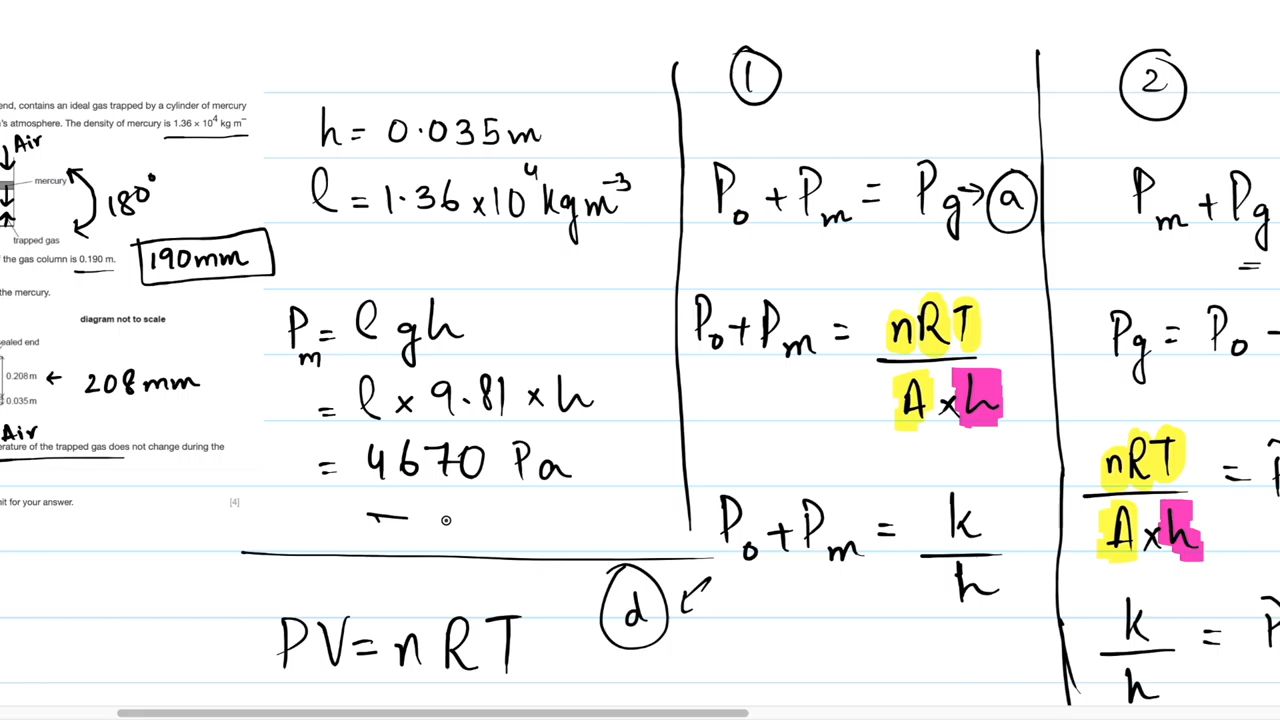 end, contains an ideal gas trapped by a cylinder of mercury
's atmosphere. The density of mercury is 1.36 × 10⁴ kg m⁻
Air
mercury
180°
trapped gas
the gas column is 0.190 m.
190mm
the mercury.
diagram not to scale
ealed end
0.208 m ← 208mm
0.035 m
Air
erature of the trapped gas does not change during the
it for your answer.
[4]
h = 0.035m
ρ = 1.36×10⁴ kg m⁻³
Pm = ρgh
= ρ × 9.81 × h
= 4670 Pa
PV = nRT
d
1
P₀ + Pm = Pg → a
P₀ + Pm = nRT / A×h
P₀ + Pm = k / h
2
Pm + Pg
=
Pg = P₀ -
nRT / A×h =
k / h =